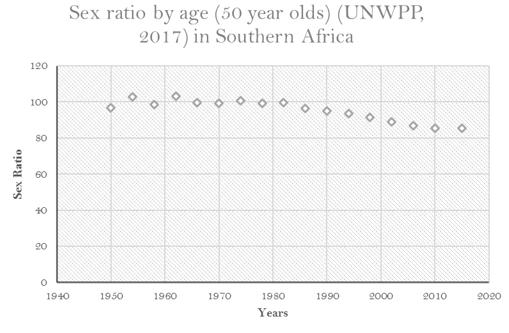 Sex ratio by age (50 year olds) (UNWPP,
2017) in Southern Africa
120
100
80
60
40
20
0
Sex Ratio
1940 1950 1960 1970 1980 1990 2000 2010 2020
Years